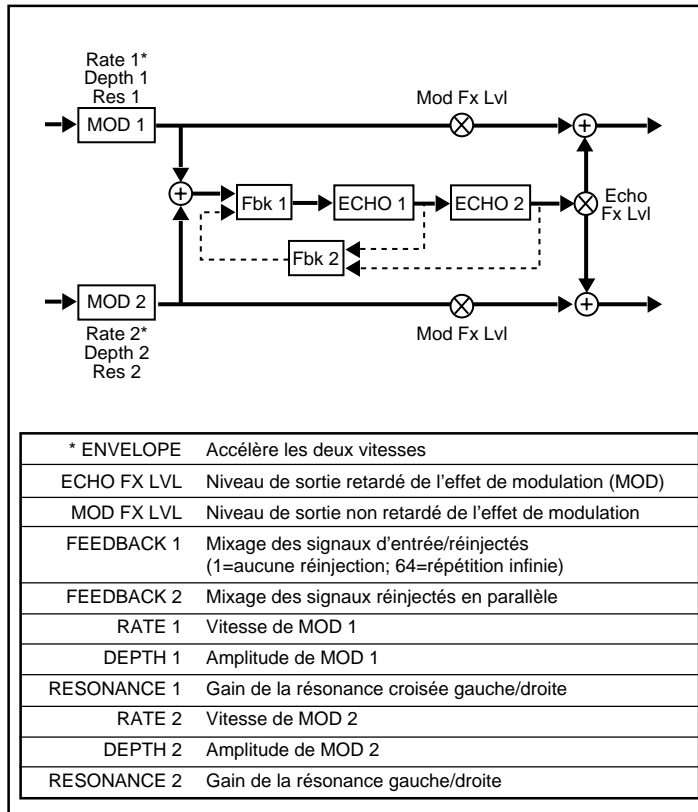 Rate 1*
Depth 1
Res 1
MOD 1
Mod Fx Lvl
+
+
Fbk 1
ECHO 1
ECHO 2
Echo
Fx Lvl
Fbk 2
MOD 2
+
Rate 2*
Depth 2
Res 2
Mod Fx Lvl
* ENVELOPE Accélère les deux vitesses
ECHO FX LVL Niveau de sortie retardé de l'effet de modulation (MOD)
MOD FX LVL Niveau de sortie non retardé de l'effet de modulation
FEEDBACK 1 Mixage des signaux d'entrée/réinjectés
(1=aucune réinjection; 64=répétition infinie)
FEEDBACK 2 Mixage des signaux réinjectés en parallèle
RATE 1 Vitesse de MOD 1
DEPTH 1 Amplitude de MOD 1
RESONANCE 1 Gain de la résonance croisée gauche/droite
RATE 2 Vitesse de MOD 2
DEPTH 2 Amplitude de MOD 2
RESONANCE 2 Gain de la résonance gauche/droite